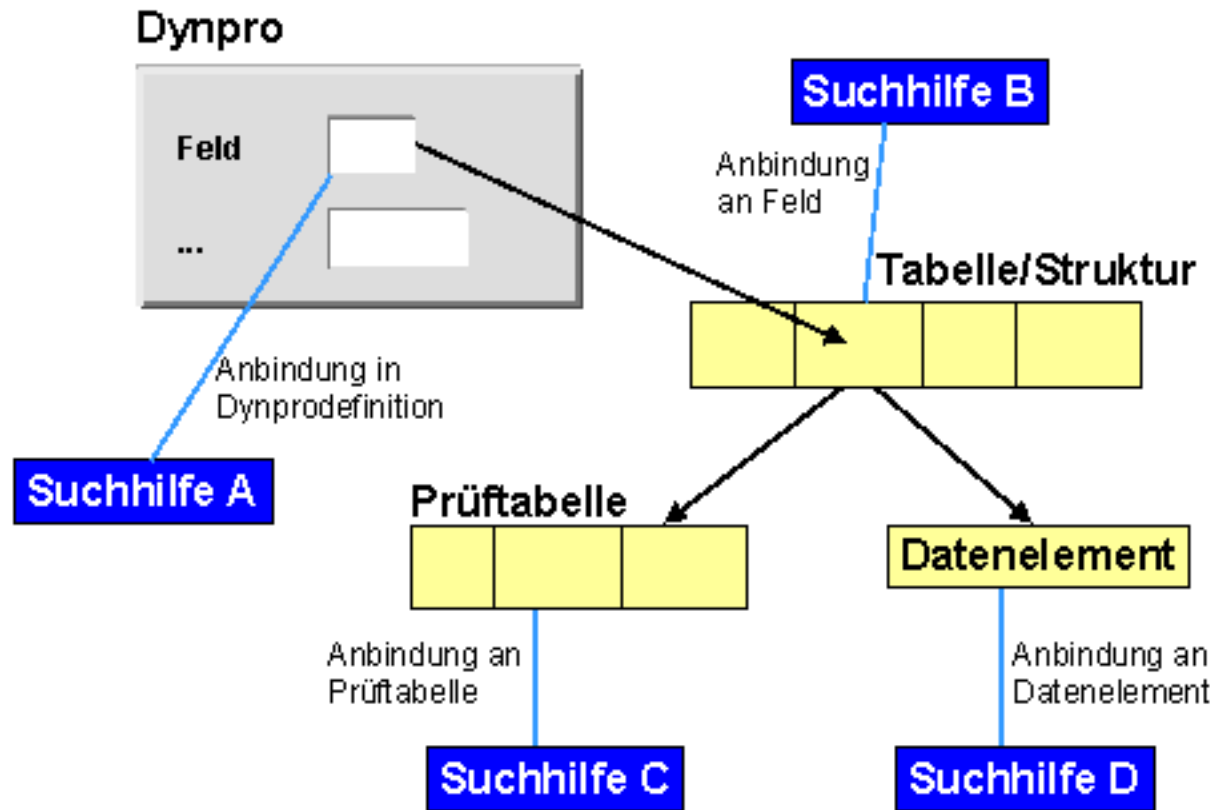 Dynpro
Feld
...
Suchhilfe B
Anbindung
an Feld
Tabelle/Struktur
Anbindung in
Dynprodefinition
Suchhilfe A
Prüftabelle
Datenelement
Anbindung an
Prüftabelle
Anbindung an
Datenelement
Suchhilfe C
Suchhilfe D